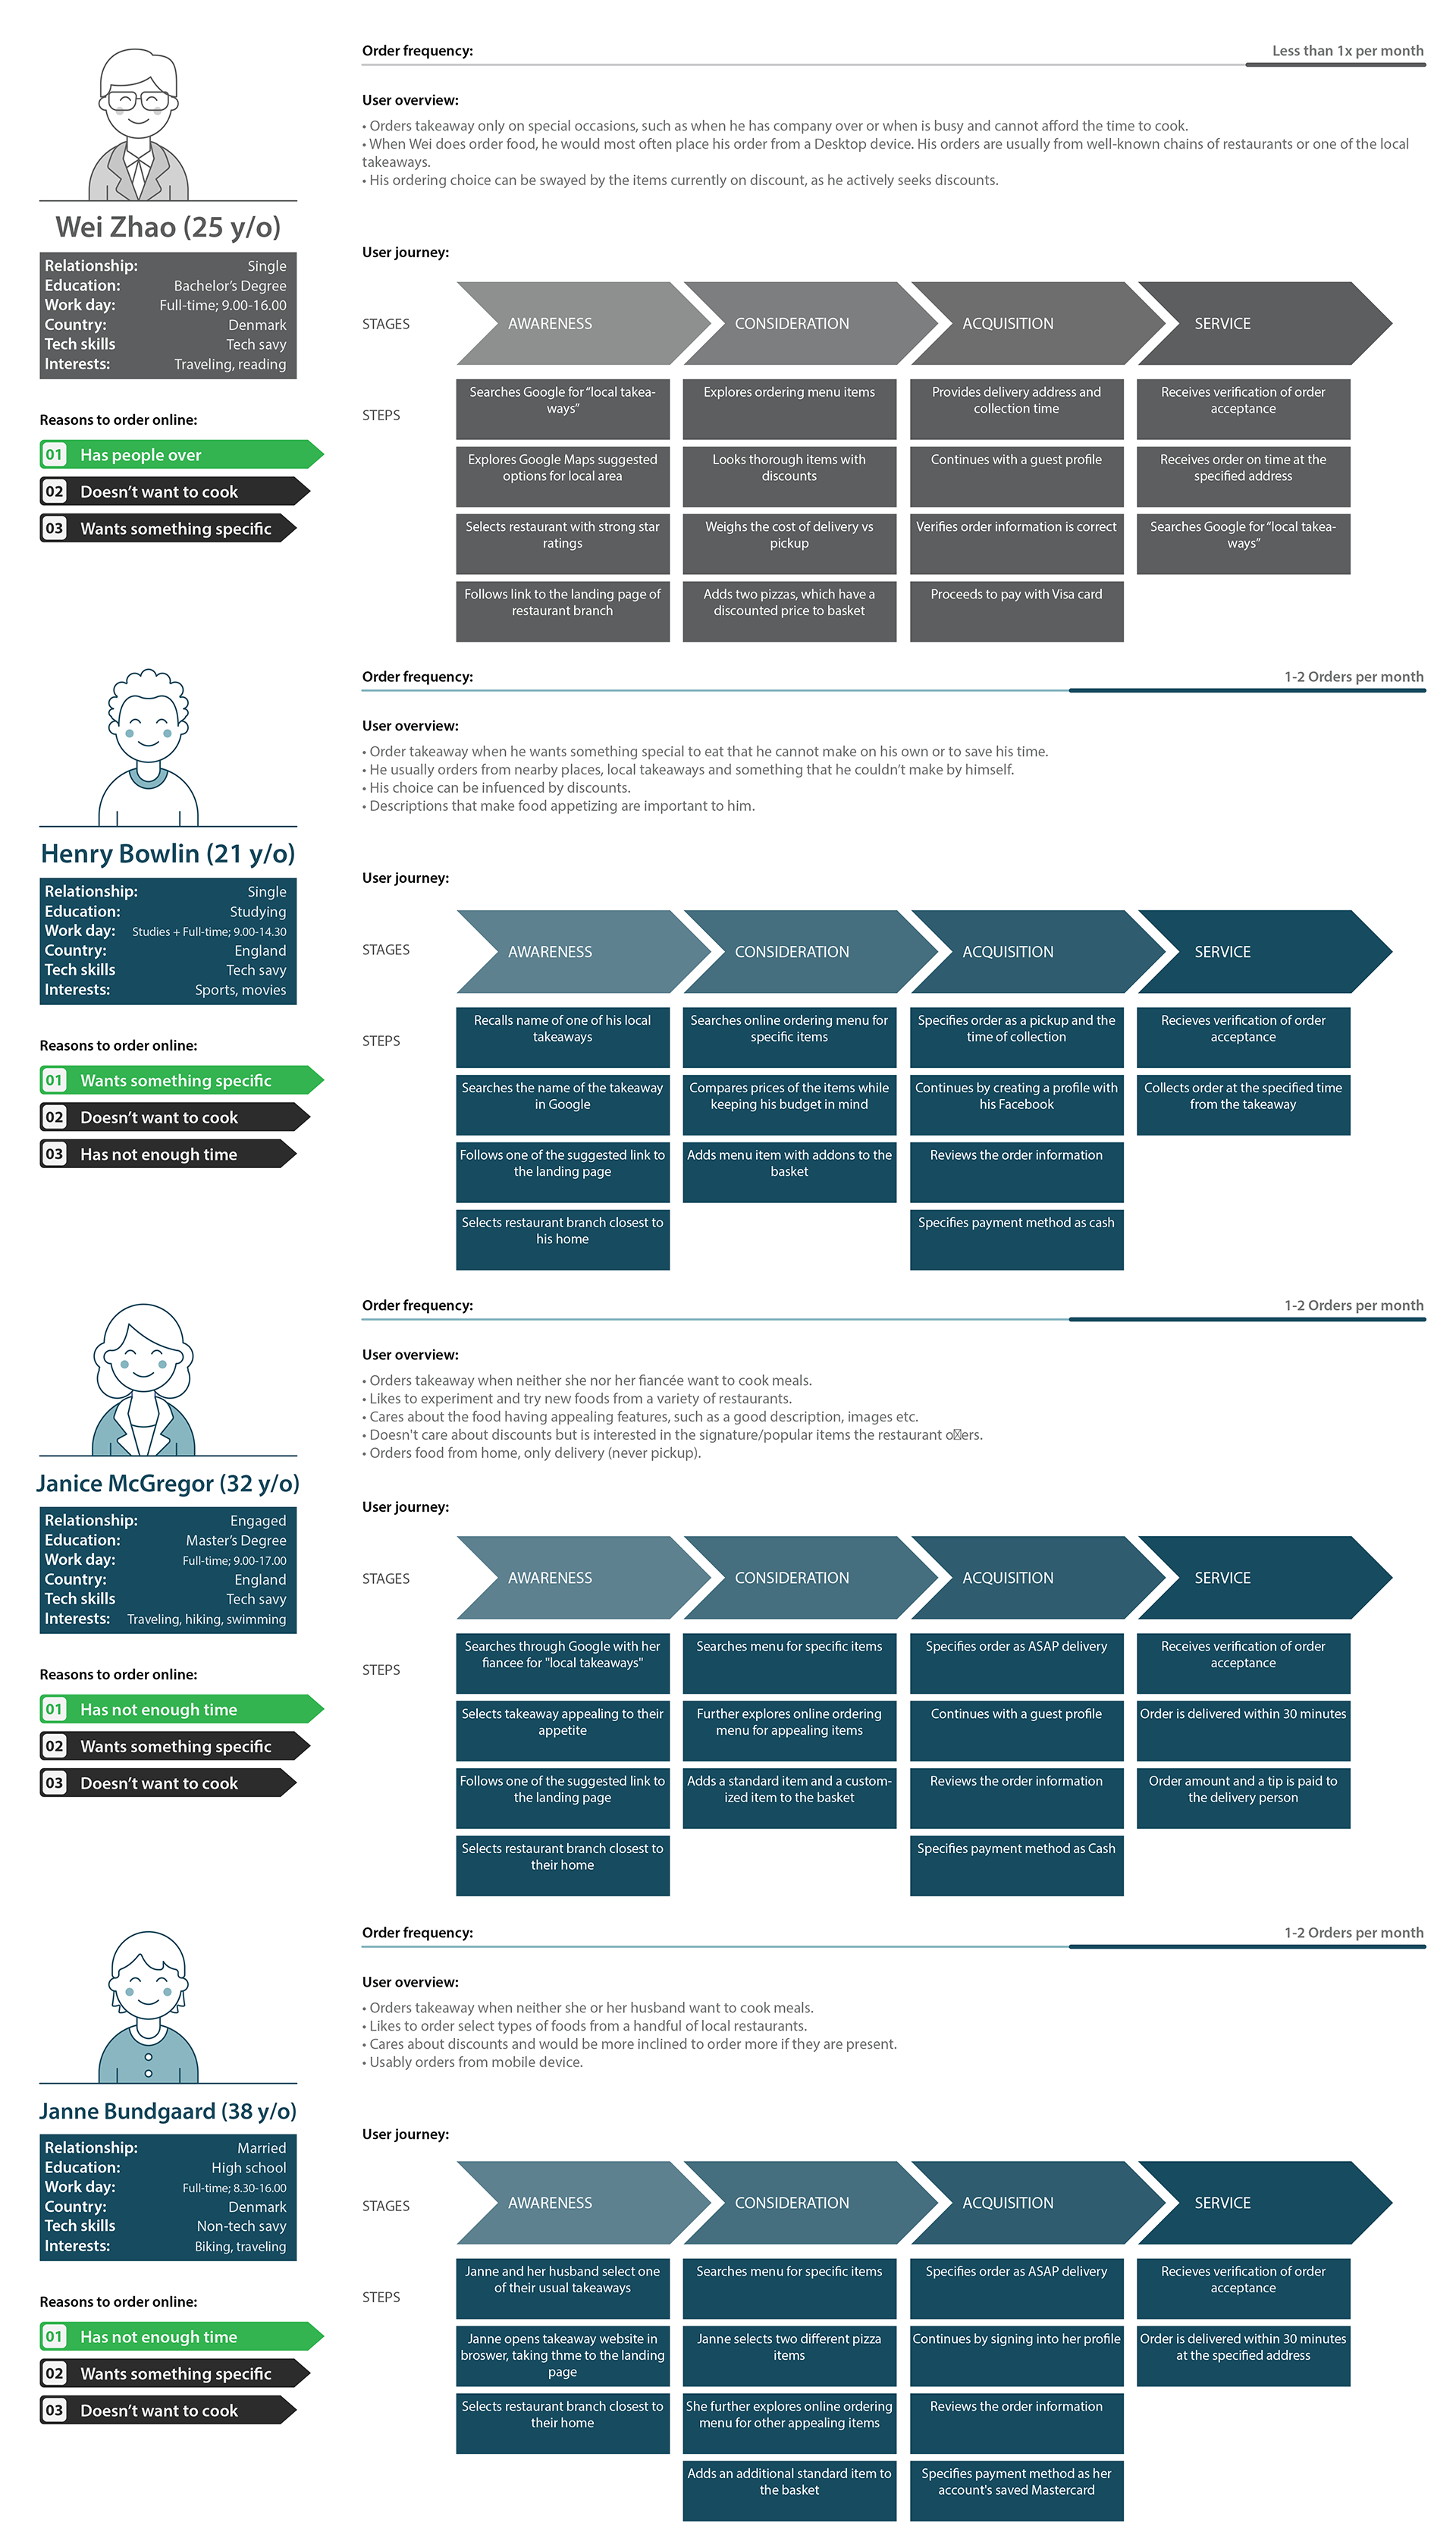 Order frequency:
Less than 1x per month
User overview:
• Orders takeaway only on special occasions, such as when he has company over or when is busy and cannot afford the time to cook.
• When Wei does order food, he would most often place his order from a Desktop device. His orders are usually from well-known chains of restaurants or one of the local
takeaways.
• His ordering choice can be swayed by the items currently on discount, as he actively seeks discounts.
Wei Zhao (25 y/o)
Relationship: Single
Education: Bachelor's Degree
Work day: Full-time; 9.00-16.00
Country: Denmark
Tech skills Tech savy
Interests: Traveling, reading
Reasons to order online:
01 Has people over
02 Doesn't want to cook
03 Wants something specific
User journey:
STAGES
AWARENESS
CONSIDERATION
ACQUISITION
SERVICE
STEPS
Searches Google for "local takea-
ways"
Explores Google Maps suggested
options for local area
Selects restaurant with strong star
ratings
Follows link to the landing page of
restaurant branch
Explores ordering menu items
Looks thorough items with
discounts
Weighs the cost of delivery vs
pickup
Adds two pizzas, which have a
discounted price to basket
Provides delivery address and
collection time
Continues with a guest profile
Verifies order information is correct
Proceeds to pay with Visa card
Receives verification of order
acceptance
Receives order on time at the
specified address
Searches Google for "local takea-
ways"
Order frequency:
1-2 Orders per month
User overview:
• Order takeaway when he wants something special to eat that he cannot make on his own or to save his time.
• He usually orders from nearby places, local takeaways and something that he couldn't make by himself.
• His choice can be infuenced by discounts.
• Descriptions that make food appetizing are important to him.
Henry Bowlin (21 y/o)
Relationship: Single
Education: Studying
Work day: Studies + Full-time; 9.00-14.30
Country: England
Tech skills Tech savy
Interests: Sports, movies
Reasons to order online:
01 Wants something specific
02 Doesn't want to cook
03 Has not enough time
User journey:
STAGES
AWARENESS
CONSIDERATION
ACQUISITION
SERVICE
STEPS
Recalls name of one of his local
takeaways
Searches the name of the takeaway
in Google
Follows one of the suggested link to
the landing page
Selects restaurant branch closest to
his home
Searches online ordering menu for
specific items
Compares prices of the items while
keeping his budget in mind
Adds menu item with addons to the
basket
Specifies order as a pickup and the
time of collection
Continues by creating a profile with
his Facebook
Reviews the order information
Specifies payment method as cash
Recieves verification of order
acceptance
Collects order at the specified time
from the takeaway
Order frequency:
1-2 Orders per month
User overview:
• Orders takeaway when neither she nor her fiancée want to cook meals.
• Likes to experiment and try new foods from a variety of restaurants.
• Cares about the food having appealing features, such as a good description, images etc.
• Doesn't care about discounts but is interested in the signature/popular items the restaurant o☒ers.
• Orders food from home, only delivery (never pickup).
Janice McGregor (32 y/o)
Relationship: Engaged
Education: Master's Degree
Work day: Full-time; 9.00-17.00
Country: England
Tech skills Tech savy
Interests: Traveling, hiking, swimming
Reasons to order online:
01 Has not enough time
02 Wants something specific
03 Doesn't want to cook
User journey:
STAGES
AWARENESS
CONSIDERATION
ACQUISITION
SERVICE
STEPS
Searches through Google with her
fiancee for "local takeaways"
Selects takeaway appealing to their
appetite
Follows one of the suggested link to
the landing page
Selects restaurant branch closest to
their home
Searches menu for specific items
Further explores online ordering
menu for appealing items
Adds a standard item and a custom-
ized item to the basket
Specifies order as ASAP delivery
Continues with a guest profile
Reviews the order information
Specifies payment method as Cash
Receives verification of order
acceptance
Order is delivered within 30 minutes
Order amount and a tip is paid to
the delivery person
Order frequency:
1-2 Orders per month
User overview:
• Orders takeaway when neither she or her husband want to cook meals.
• Likes to order select types of foods from a handful of local restaurants.
• Cares about discounts and would be more inclined to order more if they are present.
• Usably orders from mobile device.
Janne Bundgaard (38 y/o)
Relationship: Married
Education: High school
Work day: Full-time; 8.30-16.00
Country: Denmark
Tech skills Non-tech savy
Interests: Biking, traveling
Reasons to order online:
01 Has not enough time
02 Wants something specific
03 Doesn't want to cook
User journey:
STAGES
AWARENESS
CONSIDERATION
ACQUISITION
SERVICE
STEPS
Janne and her husband select one
of their usual takeaways
Janne opens takeaway website in
broswer, taking thme to the landing
page
Selects restaurant branch closest to
their home
Searches menu for specific items
Janne selects two different pizza
items
She further explores online ordering
menu for other appealing items
Adds an additional standard item to
the basket
Specifies order as ASAP delivery
Continues by signing into her profile
Reviews the order information
Specifies payment method as her
account's saved Mastercard
Recieves verification of order
acceptance
Order is delivered within 30 minutes
at the specified address